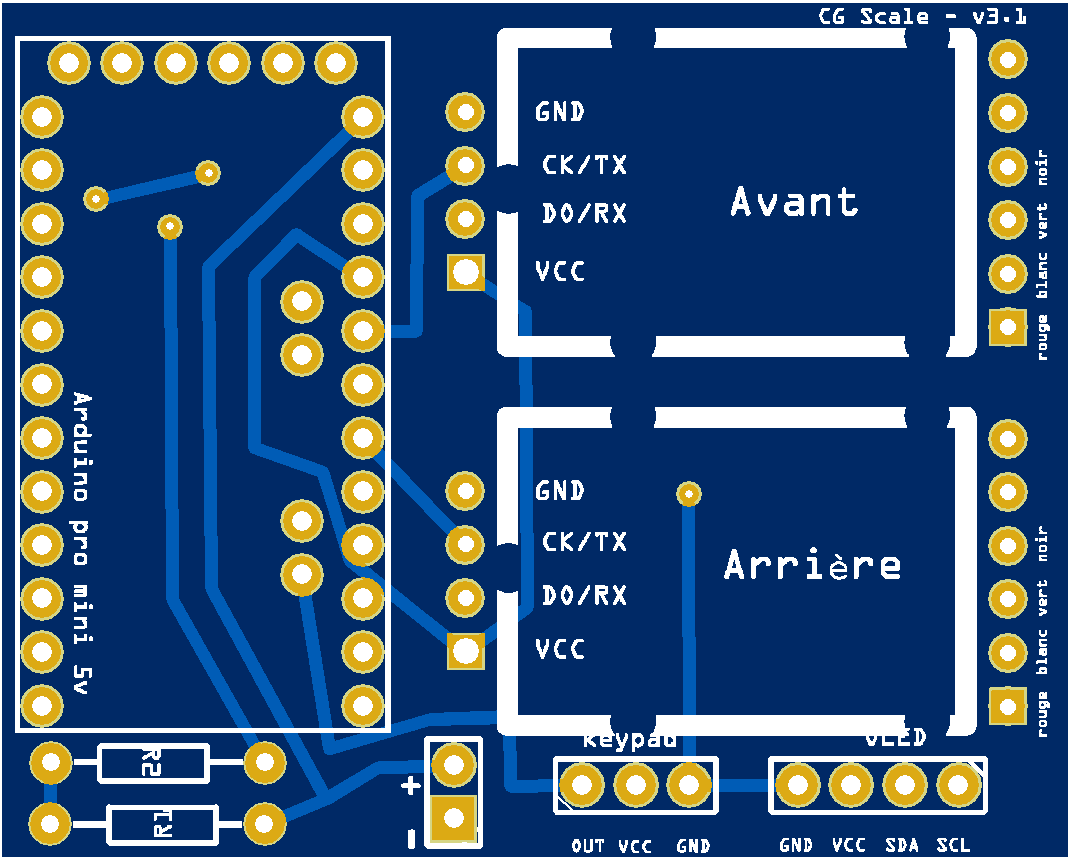 CG Scale - v3.1
GND
CK/TX
DO/RX
VCC
Avant
noir
vert
blanc
rouge
Arduino pro mini 5v
GND
CK/TX
DO/RX
VCC
Arrière
noir
vert
blanc
rouge
R2
R1
+
-
keypad
OUT VCC GND
VLED
GND VCC SDA SCL